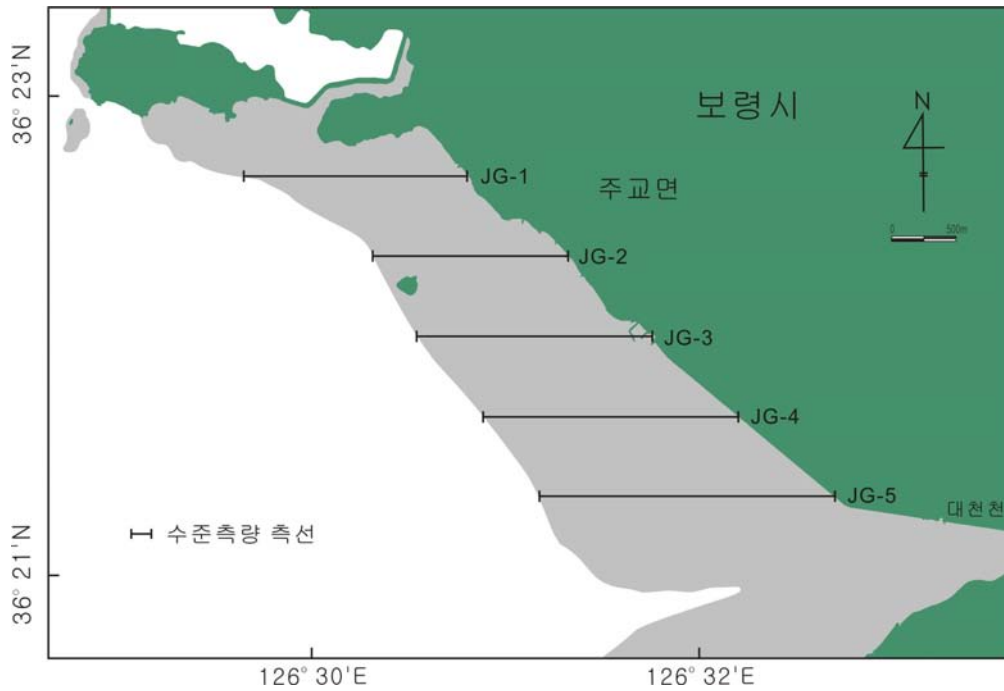 36° 23'N
보령시
N
주교면
JG-1
0 500m
JG-2
JG-3
JG-4
JG-5
대천천
수준측량 측선
36° 21'N
126° 30'E
126° 32'E